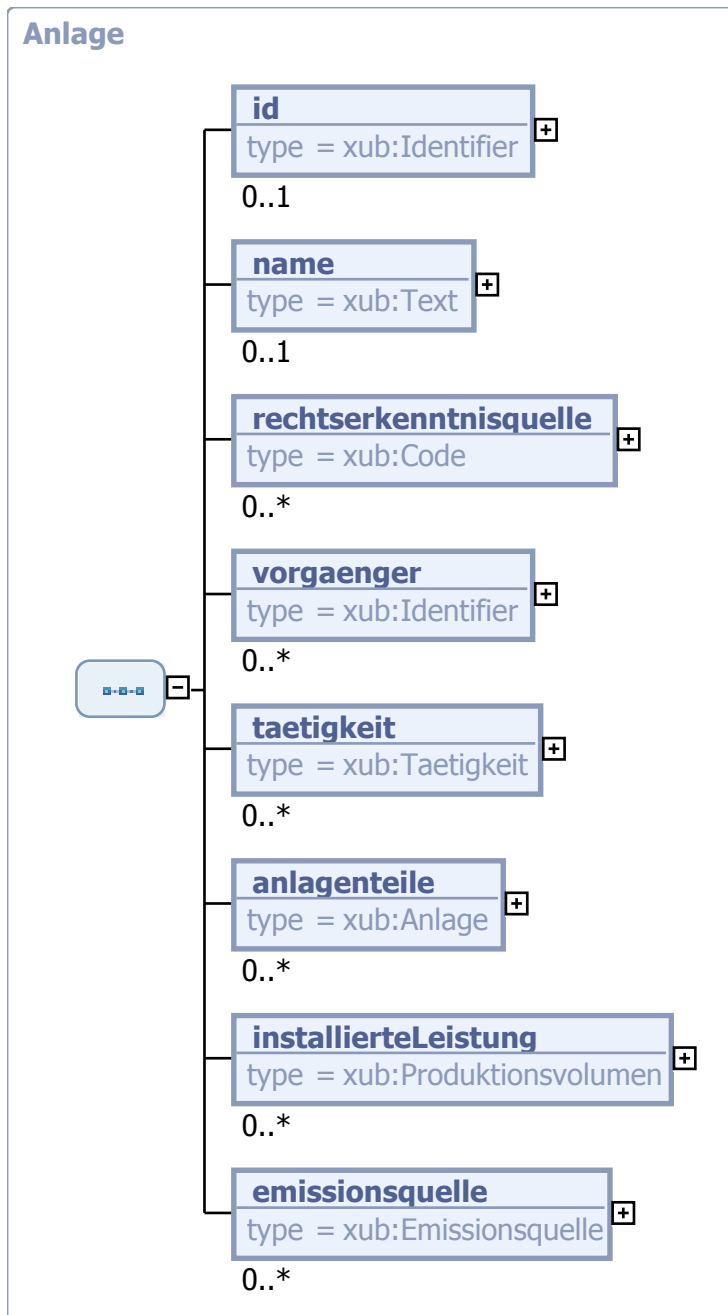 Anlage
id
type = xub:Identifier
0..1
name
type = xub:Text
0..1
rechtserkenntnisquelle
type = xub:Code
0..*
vorgaenger
type = xub:Identifier
0..*
taetigkeit
type = xub:Taetigkeit
0..*
anlagenteile
type = xub:Anlage
0..*
installierteLeistung
type = xub:Produktionsvolumen
0..*
emissionsquelle
type = xub:Emissionsquelle
0..*